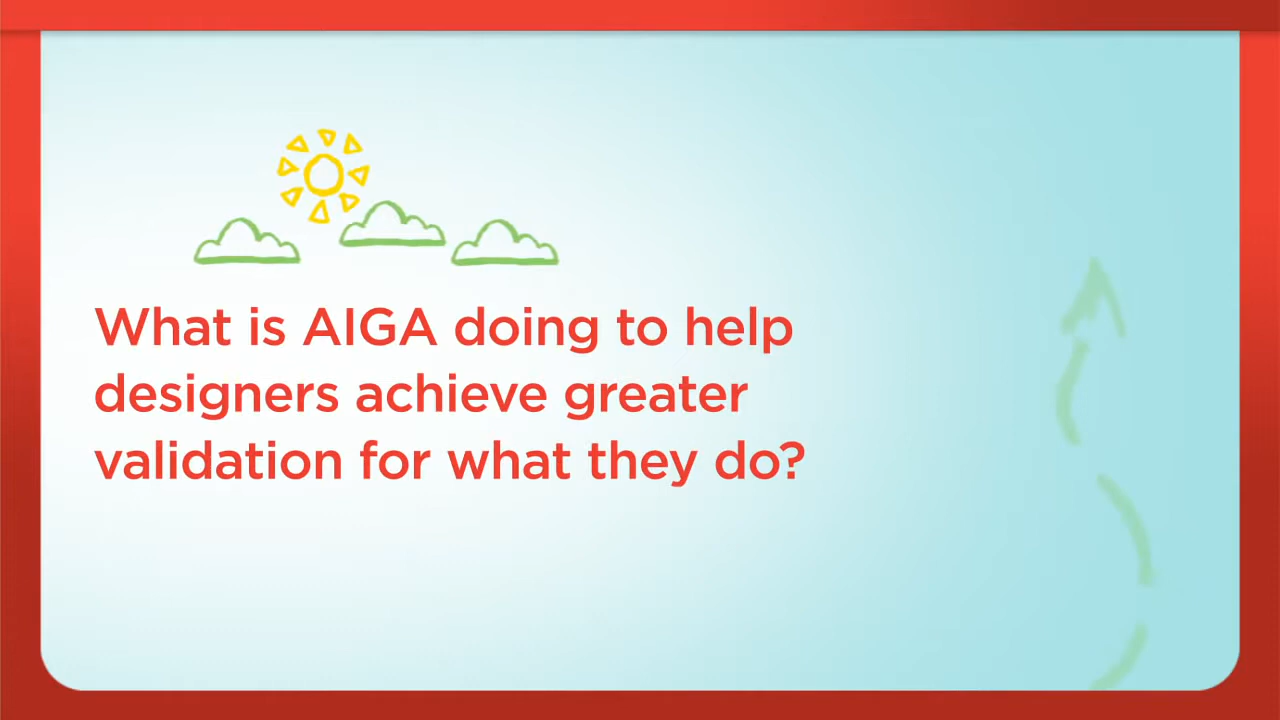 What is AIGA doing to help
designers achieve greater
validation for what they do?